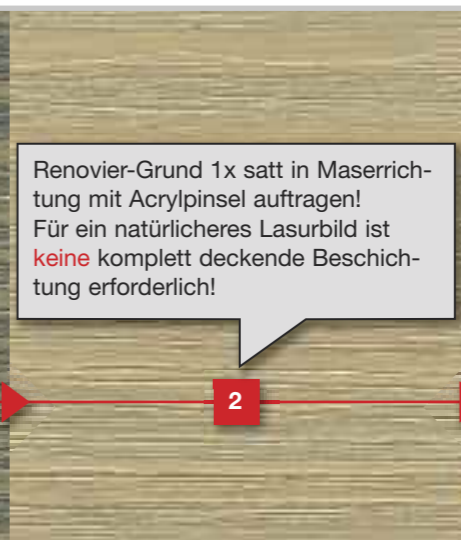 Renovier-Grund 1x satt in Maserrich-
tung mit Acrylpinsel auftragen!
Für ein natürlicheres Lasurbild ist
keine komplett deckende Beschich-
tung erforderlich!
2